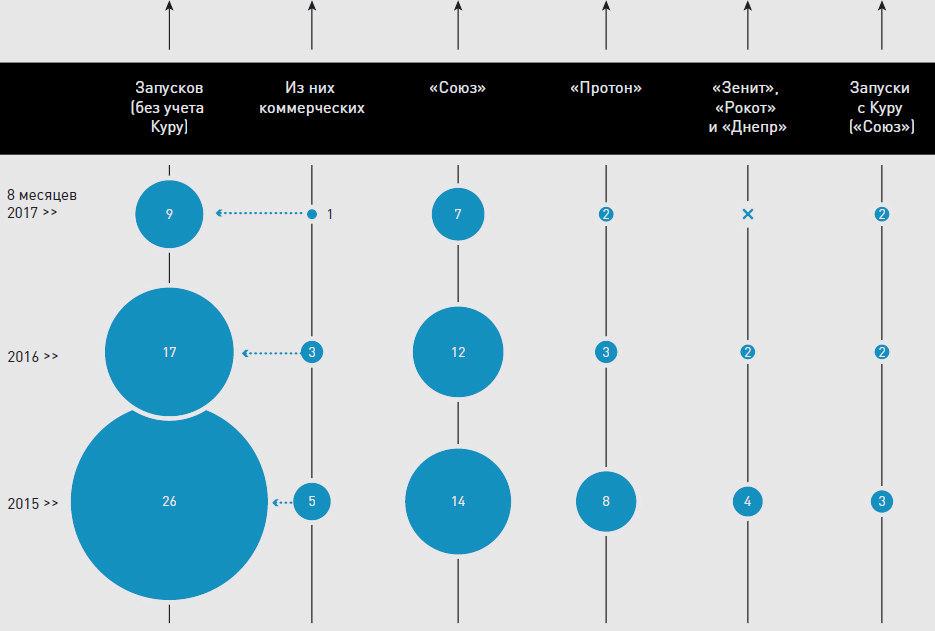 Запусков
(без учета
Куру)
Из них
коммерческих
«Союз»
«Протон»
«Зенит»,
«Рокот»
и «Днепр»
Запуски
с Куру
(«Союз»)
8 месяцев
2017 >>
9
1
7
2
2
2016 >>
17
3
12
3
2
2
2015 >>
26
5
14
8
4
3